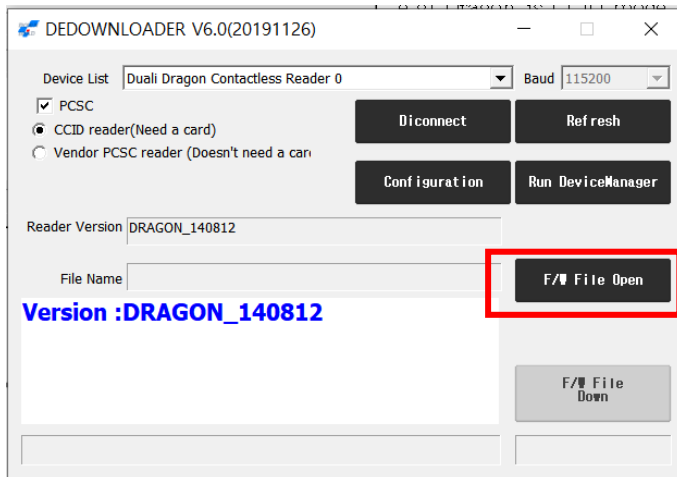 DEDOWNLOADER V6.0(20191126)
Device List Duali Dragon Contactless Reader 0 Baud 115200
PCSC
CCID reader(Need a card)
Vendor PCSC reader (Doesn't need a car
Diconnect Refresh
Configuration Run DeviceManager
Reader Version DRAGON_140812
File Name
F/W File Open
Version :DRAGON_140812
F/W File
Down